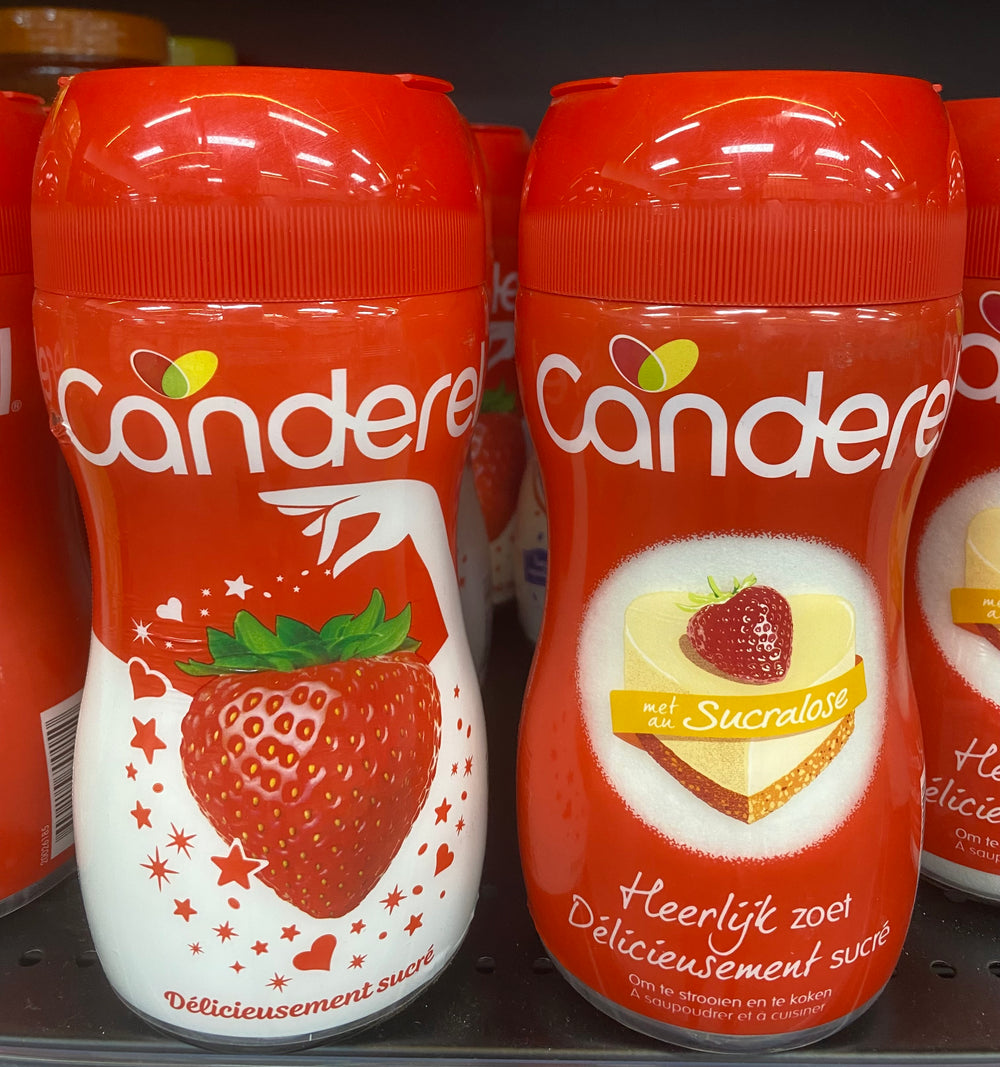 Canderel
Délicieusement sucré
Canderel
met
au Sucralose
Heerlijk zoet
Délicieusement sucré
Om te strooien en te koken
A saupoudrer et à cuisiner